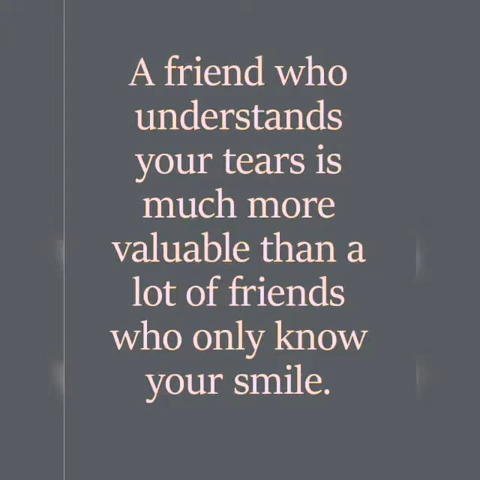 A friend who
understands
your tears is
much more
valuable than a
lot of friends
who only know
your smile.